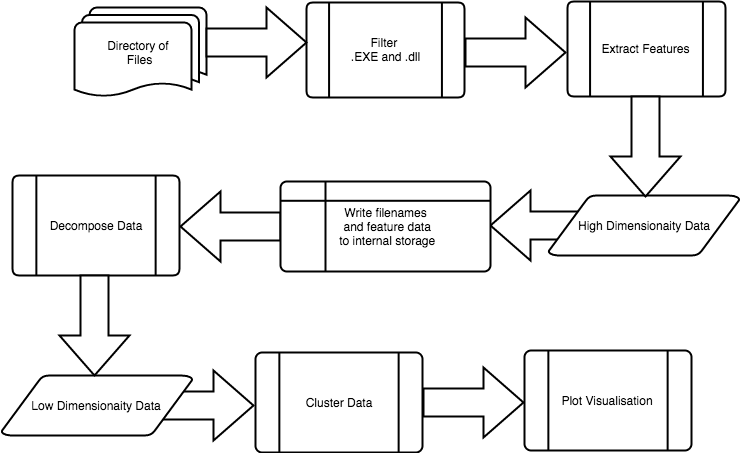 Directory of
Files
Filter
.EXE and .dll
Extract Features
High Dimensionaity Data
Write filenames
and feature data
to internal storage
Decompose Data
Low Dimensionaity Data
Cluster Data
Plot Visualisation